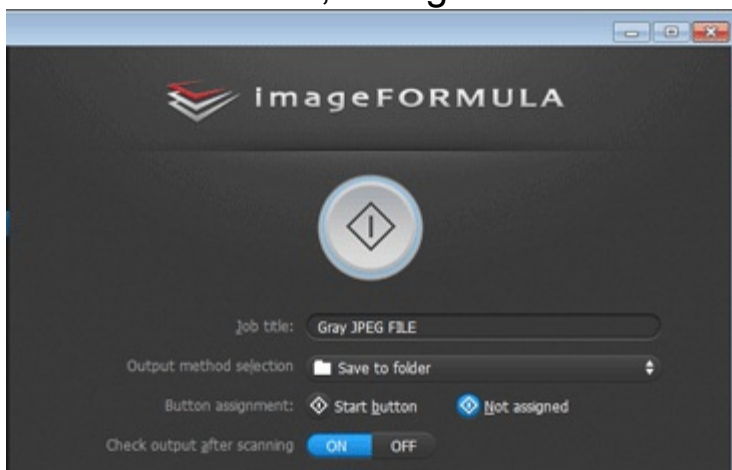 imageFORMULA
Job title: Gray JPEG FILE
Output method selection Save to folder
Button assignment: Start button Not assigned
Check output after scanning ON OFF